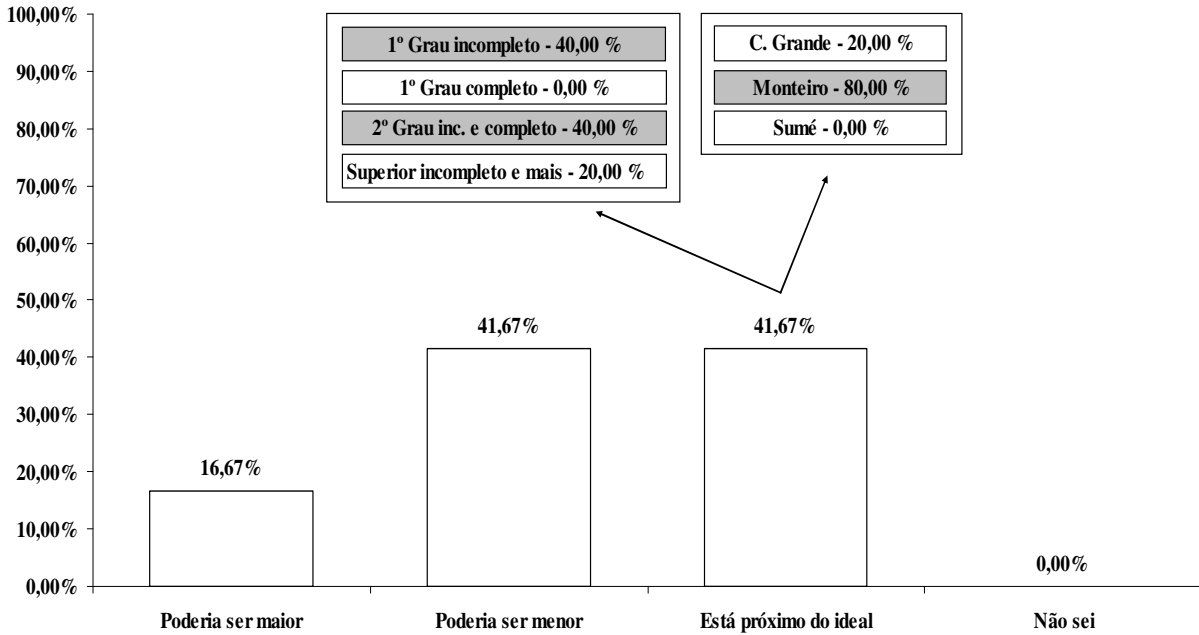 100,00%
90,00%
80,00%
70,00%
60,00%
50,00%
40,00%
30,00%
20,00%
10,00%
0,00%
1º Grau incompleto - 40,00 %
1º Grau completo - 0,00 %
2º Grau inc. e completo - 40,00 %
Superior incompleto e mais - 20,00 %
C. Grande - 20,00 %
Monteiro - 80,00 %
Sumé - 0,00 %
16,67%
41,67%
41,67%
0,00%
Poderia ser maior
Poderia ser menor
Está próximo do ideal
Não sei